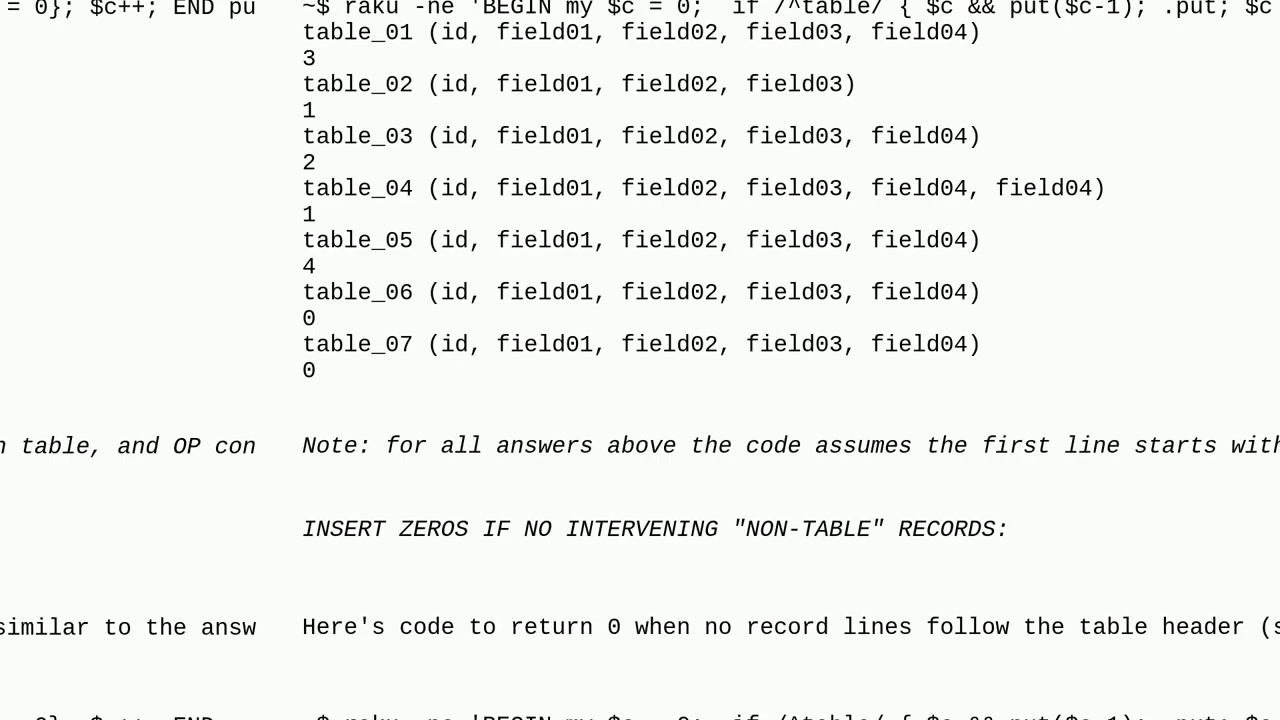 = 0}; $c++; END pu
~$ raku -ne 'BEGIN my $c = 0;  if /^table/ { $c && put($c-1); .put; $c
table_01 (id, field01, field02, field03, field04)
3
table_02 (id, field01, field02, field03)
1
table_03 (id, field01, field02, field03, field04)
2
table_04 (id, field01, field02, field03, field04, field04)
1
table_05 (id, field01, field02, field03, field04)
4
table_06 (id, field01, field02, field03, field04)
0
table_07 (id, field01, field02, field03, field04)
0
table, and OP con
Note: for all answers above the code assumes the first line starts with
INSERT ZEROS IF NO INTERVENING "NON-TABLE" RECORDS:
similar to the answ
Here's code to return 0 when no record lines follow the table header (s